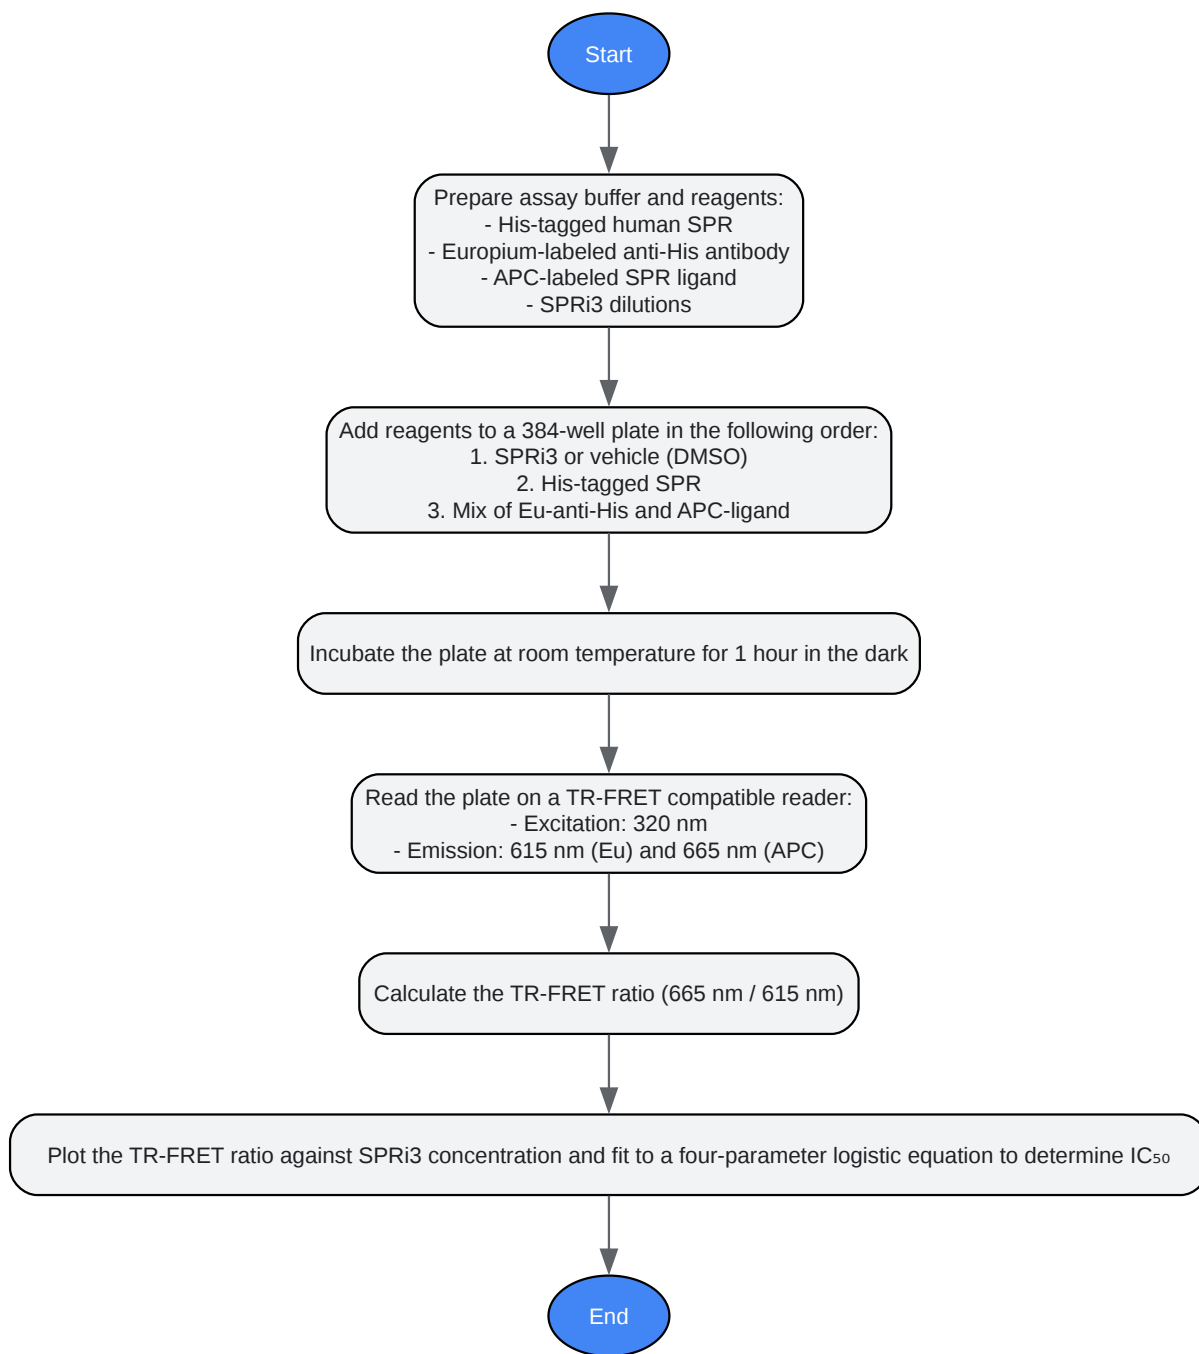 Start
Prepare assay buffer and reagents:
- His-tagged human SPR
- Europium-labeled anti-His antibody
- APC-labeled SPR ligand
- SPRi3 dilutions
Add reagents to a 384-well plate in the following order:
1. SPRi3 or vehicle (DMSO)
2. His-tagged SPR
3. Mix of Eu-anti-His and APC-ligand
Incubate the plate at room temperature for 1 hour in the dark
Read the plate on a TR-FRET compatible reader:
- Excitation: 320 nm
- Emission: 615 nm (Eu) and 665 nm (APC)
Calculate the TR-FRET ratio (665 nm / 615 nm)
Plot the TR-FRET ratio against SPRi3 concentration and fit to a four-parameter logistic equation to determine IC₅₀
End